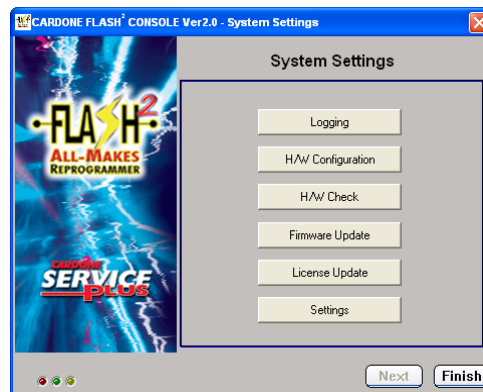 CARDONE FLASH² CONSOLE Ver2.0 - System Settings
System Settings
FLASH²
ALL-MAKES
REPROGRAMMER
CARDONE
SERVICE
PLUS
Logging
H/W Configuration
H/W Check
Firmware Update
License Update
Settings
Next
Finish